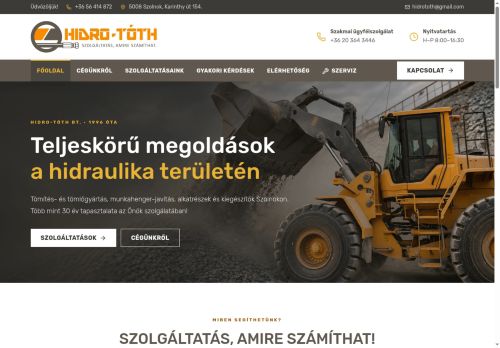 Üdvözöljük!
+36 56 414 872
5008 Szolnok, Karinthy út 154.
hidrototh@gmail.com
HIDRO-TÓTH
SZOLGÁLTATÁS, AMIRE SZÁMÍTHAT.
Szakmai ügyfélszolgálat
+36 20 364 3446
Nyitvatartás
H-P 8:00-16:30
FŐOLDAL
CÉGÜNKRŐL
SZOLGÁLTATÁSAINK
GYAKORI KÉRDÉSEK
ELÉRHETŐSÉG
SZERVIZ
KAPCSOLAT →
HIDRO-TÓTH BT. • 1996 ÓTA
Teljeskörű megoldások
a hidraulika területén
Tömítés- és tömlőgyártás, munkahenger-javítás, alkatrészek és kiegészítők Szolnokon.
Több mint 30 év tapasztalata az Önök szolgálatában!
SZOLGÁLTATÁSOK →
CÉGÜNKRŐL
MIBEN SEGÍTHETÜNK?
SZOLGÁLTATÁS, AMIRE SZÁMÍTHAT!